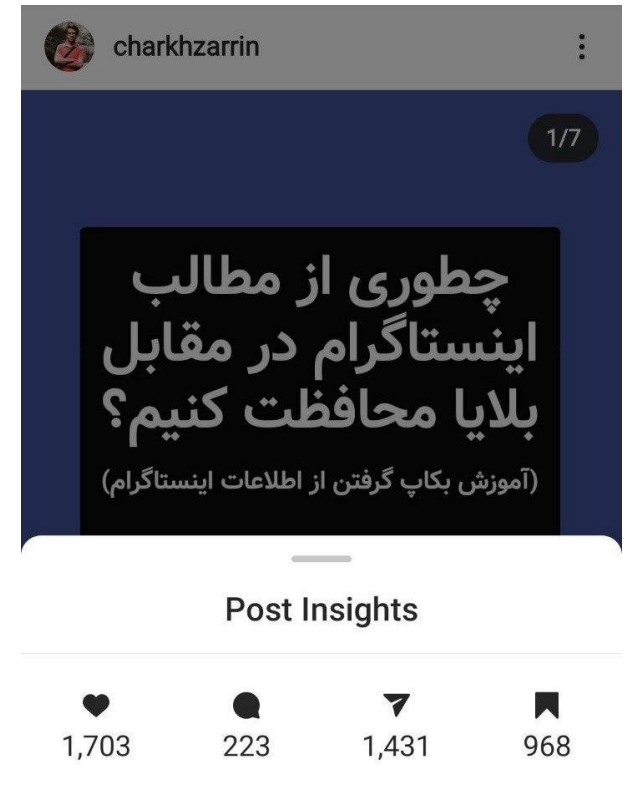 charkhzarrin
1/7
چطوری از مطالب
اینستاگرام در مقابل
بلایا محافظت کنیم؟
(آموزش بکاپ گرفتن از اطلاعات اینستاگرام)
Post Insights
1,703 223 1,431 968